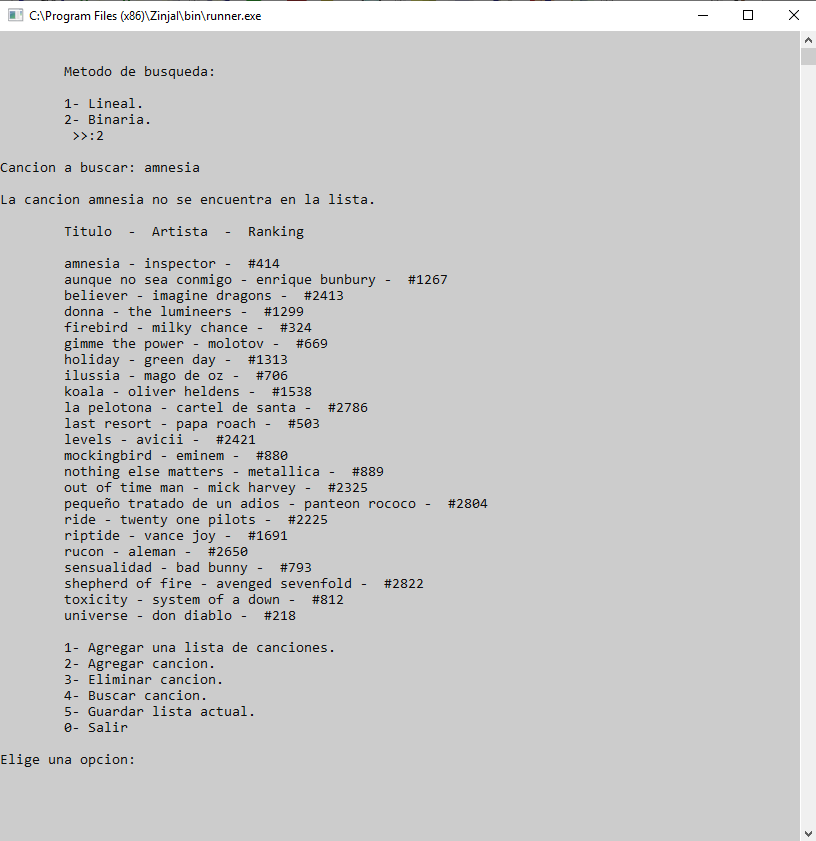 C:\Program Files (x86)\Zinjal\bin\runner.exe
Metodo de busqueda:
1- Lineal.
2- Binaria.
>>:2
Cancion a buscar: amnesia
La cancion amnesia no se encuentra en la lista.
Titulo - Artista - Ranking
amnesia - inspector - #414
aunque no sea conmigo - enrique bunbury - #1267
believer - imagine dragons - #2413
donna - the lumineers - #1299
firebird - milky chance - #324
gimme the power - molotov - #669
holiday - green day - #1313
ilussia - mago de oz - #706
koala - oliver heldens - #1538
la pelotona - cartel de santa - #2786
last resort - papa roach - #503
levels - avicii - #2421
mockingbird - eminem - #880
nothing else matters - metallica - #889
out of time man - mick harvey - #2325
pequeño tratado de un adios - panteon rococo - #2804
ride - twenty one pilots - #2225
riptide - vance joy - #1691
rucon - aleman - #2650
sensualidad - bad bunny - #793
shepherd of fire - avenged sevenfold - #2822
toxicity - system of a down - #812
universe - don diablo - #218
1- Agregar una lista de canciones.
2- Agregar cancion.
3- Eliminar cancion.
4- Buscar cancion.
5- Guardar lista actual.
0- Salir
Elige una opcion: